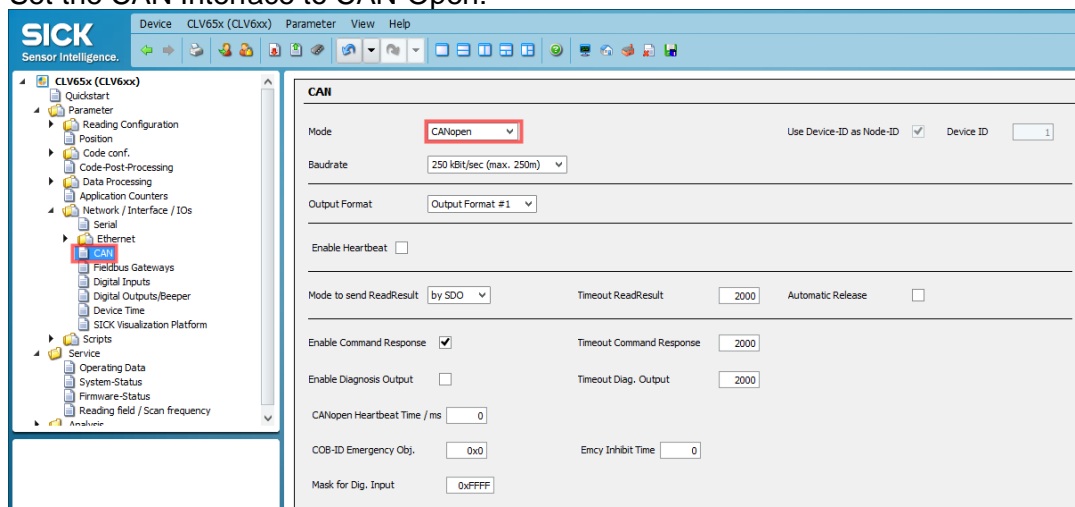 Set the CAN Interface to CAN-Open:
SICK
Sensor Intelligence.
Device CLV65x (CLV6xx) Parameter View Help
CLV65x (CLV6xx)
Quickstart
Parameter
Reading Configuration
Position
Code conf.
Code-Post-Processing
Data Processing
Application Counters
Network / Interface / IOs
Serial
Ethernet
CAN
Fieldbus Gateways
Digital Inputs
Digital Outputs/Beeper
Device Time
SICK Visualization Platform
Scripts
Service
Operating Data
System-Status
Firmware-Status
Reading field / Scan frequency
Analysis
CAN
Mode CANopen Use Device-ID as Node-ID Device ID 1
Baudrate 250 kBit/sec (max. 250m)
Output Format Output Format #1
Enable Heartbeat
Mode to send ReadResult by SDO Timeout ReadResult 2000 Automatic Release
Enable Command Response Timeout Command Response 2000
Enable Diagnosis Output Timeout Diag. Output 2000
CANopen Heartbeat Time / ms 0
COB-ID Emergency Obj. 0x0 Emcy Inhibit Time 0
Mask for Dig. Input 0xFFFF